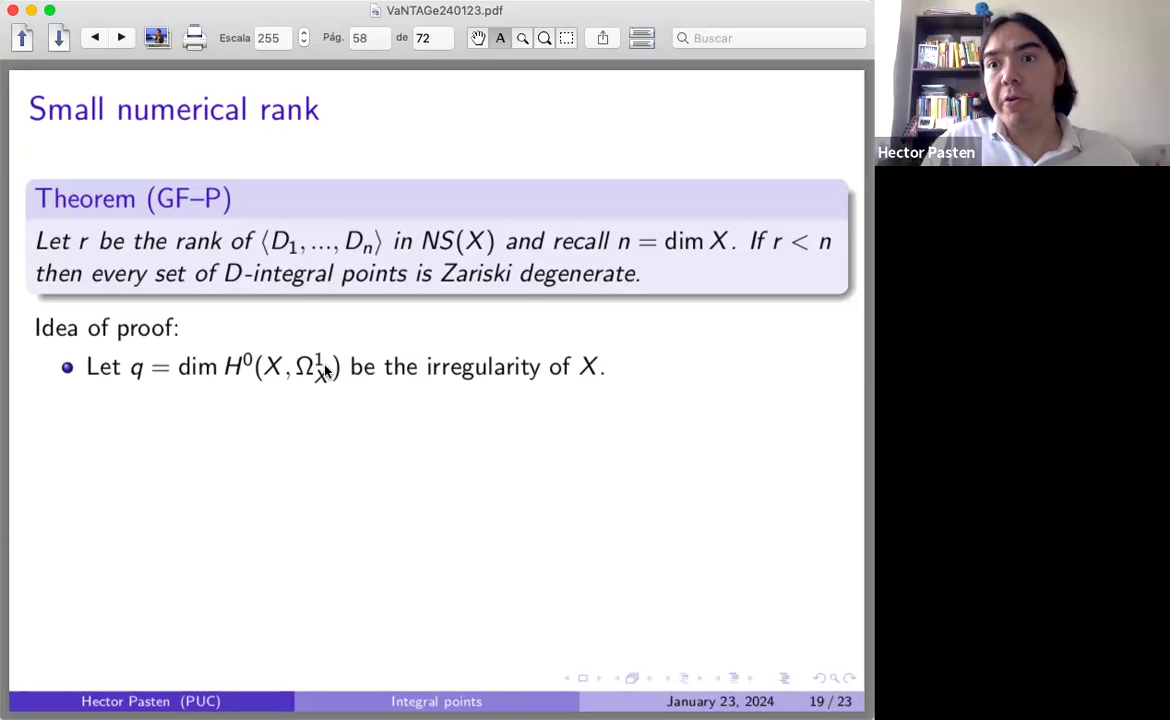 VaNTAGe240123.pdf
Escala 255 Pág. 58 de 72 A Buscar
Small numerical rank
Hector Pasten
Theorem (GF–P)
Let r be the rank of ⟨D₁, ..., Dₙ⟩ in NS(X) and recall n = dim X. If r < n
then every set of D-integral points is Zariski degenerate.
Idea of proof:
Let q = dim H⁰(X, Ω¹_X) be the irregularity of X.
Hector Pasten (PUC) Integral points January 23, 2024 19 / 23